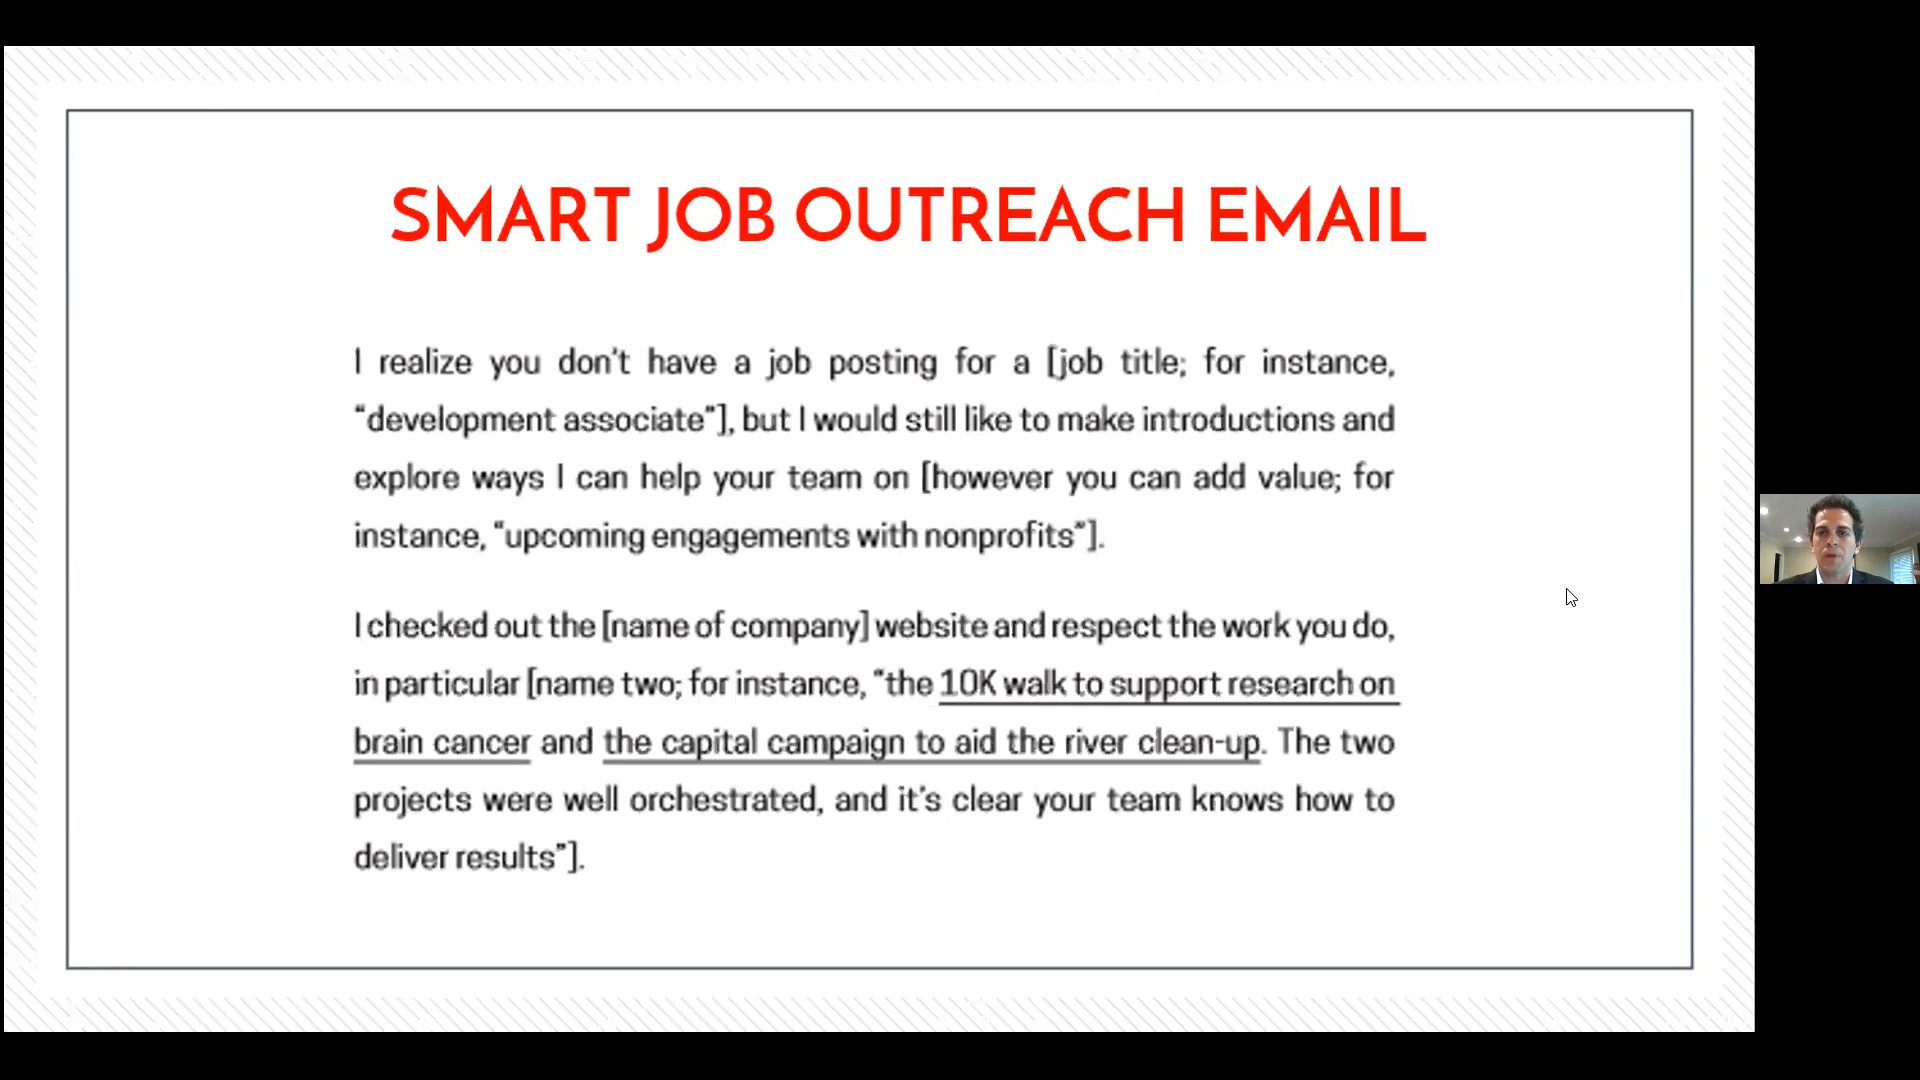 SMART JOB OUTREACH EMAIL
I realize you don't have a job posting for a [job title; for instance,
“development associate”], but I would still like to make introductions and
explore ways I can help your team on [however you can add value; for
instance, “upcoming engagements with nonprofits”].
I checked out the [name of company] website and respect the work you do,
in particular [name two; for instance, “the 10K walk to support research on
brain cancer and the capital campaign to aid the river clean-up. The two
projects were well orchestrated, and it's clear your team knows how to
deliver results”].